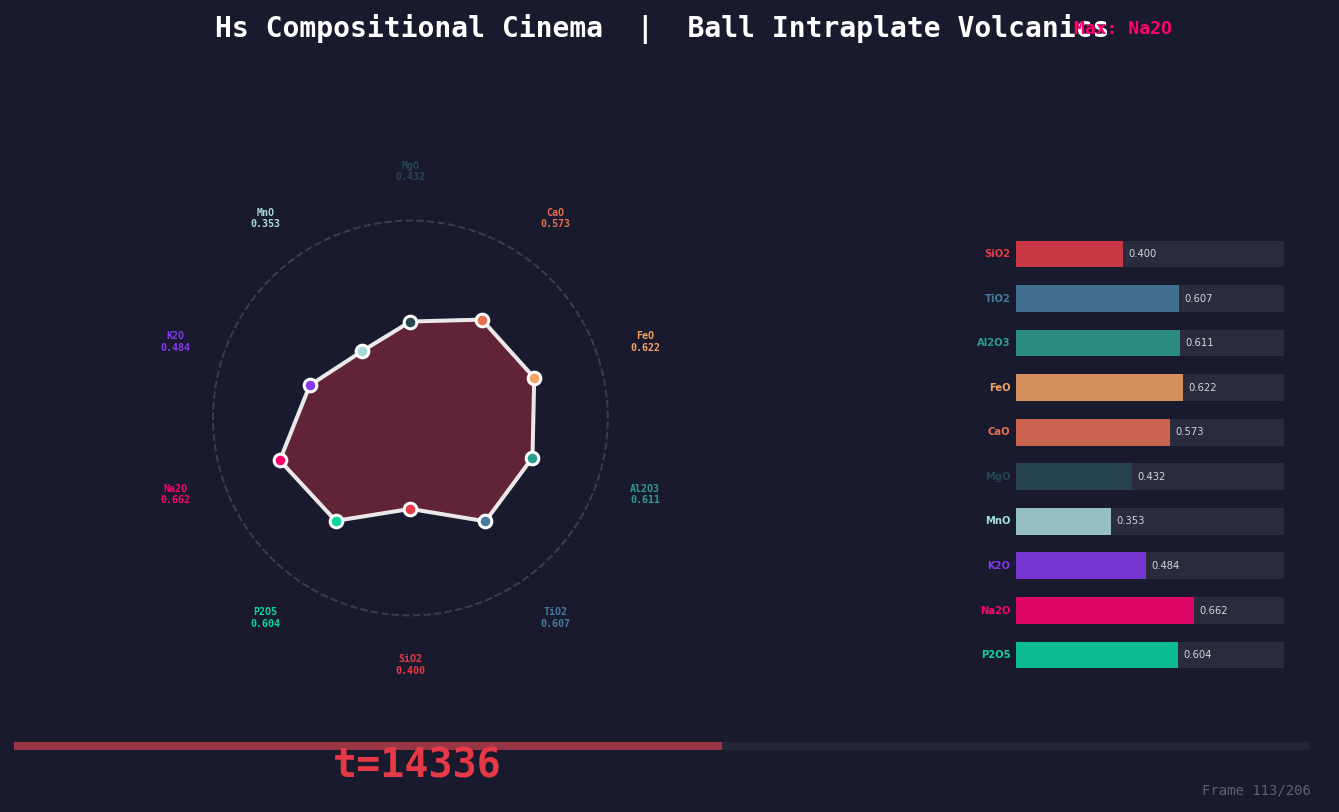 Hs Compositional Cinema | Ball Intraplate Volcanics
Max: Na2O
MgO
0.432
MnO
0.353
CaO
0.573
K2O
0.484
FeO
0.622
Na2O
0.662
Al2O3
0.611
P2O5
0.604
TiO2
0.607
SiO2
0.400
SiO2 0.400
TiO2 0.607
Al2O3 0.611
FeO 0.622
CaO 0.573
MgO 0.432
MnO 0.353
K2O 0.484
Na2O 0.662
P2O5 0.604
t=14336
Frame 113/206